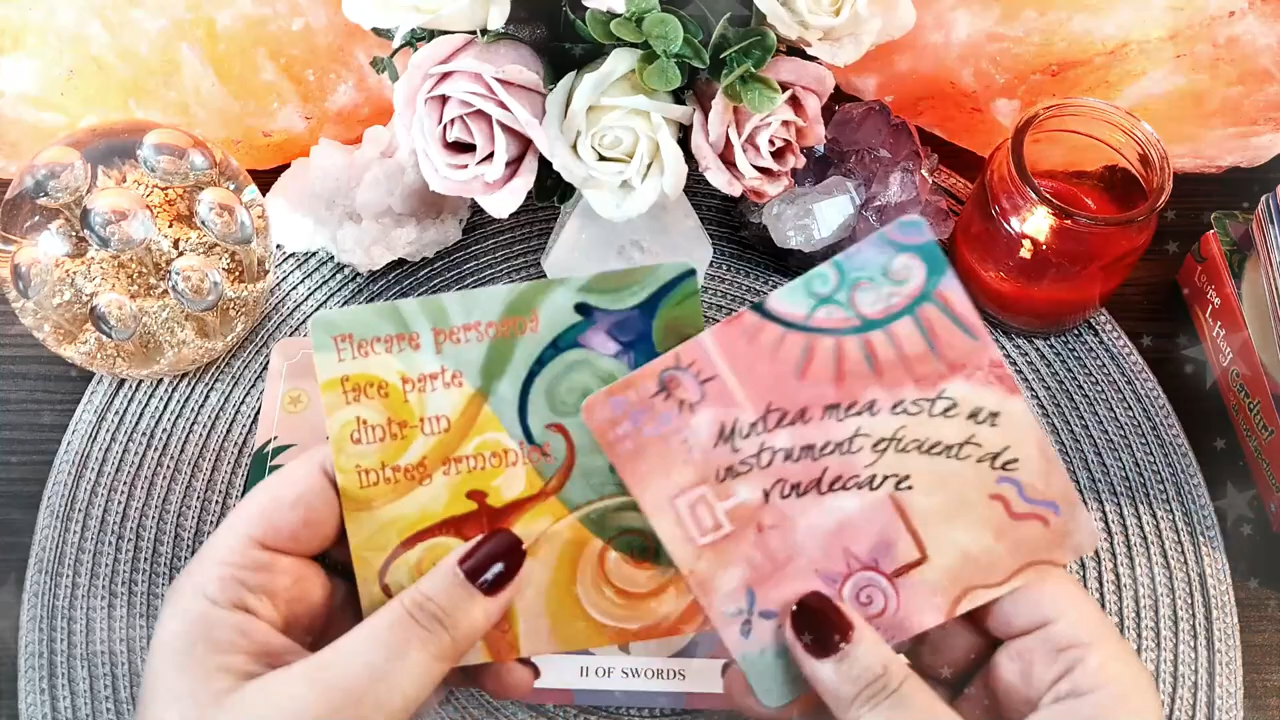 Fiecare persoană
face parte
dintr-un
întreg armonios.
Mintea mea este un
instrument eficient de
vindecare.
II OF SWORDS
Louise L. Hay